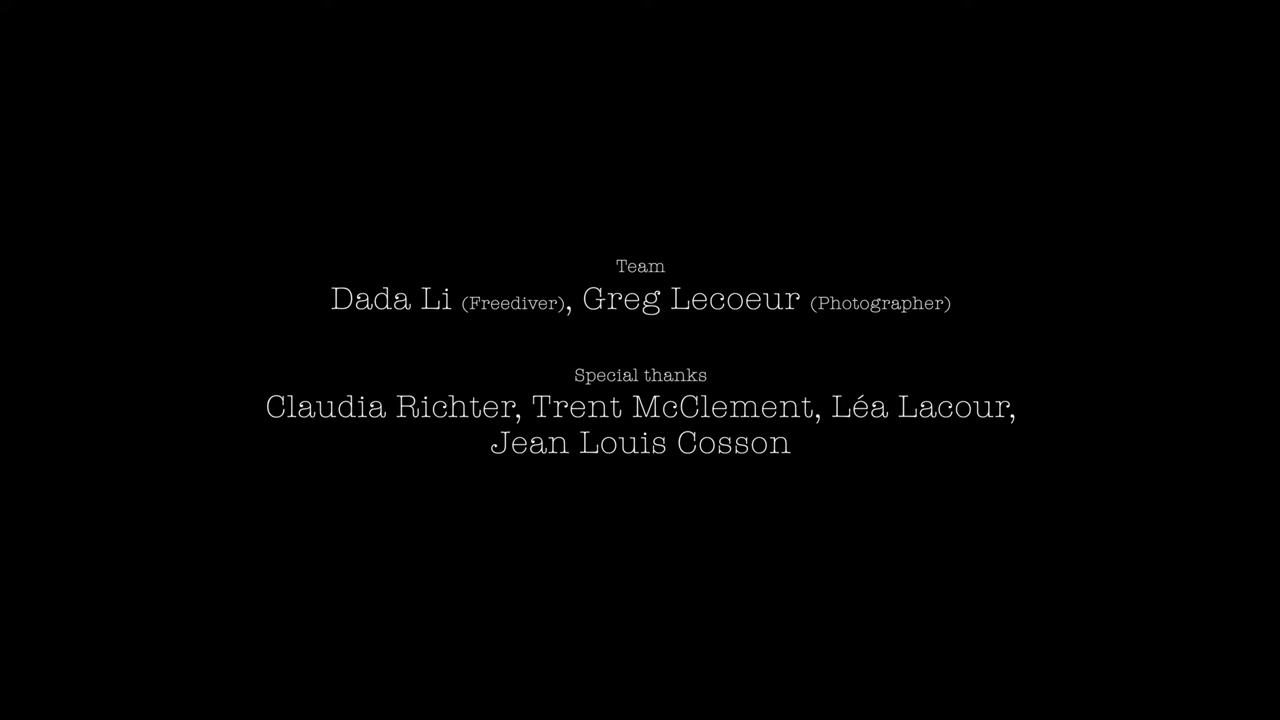 Team
Dada Li (Freediver), Greg Lecoeur (Photographer)
Special thanks
Claudia Richter, Trent McClement, Léa Lacour,
Jean Louis Cosson